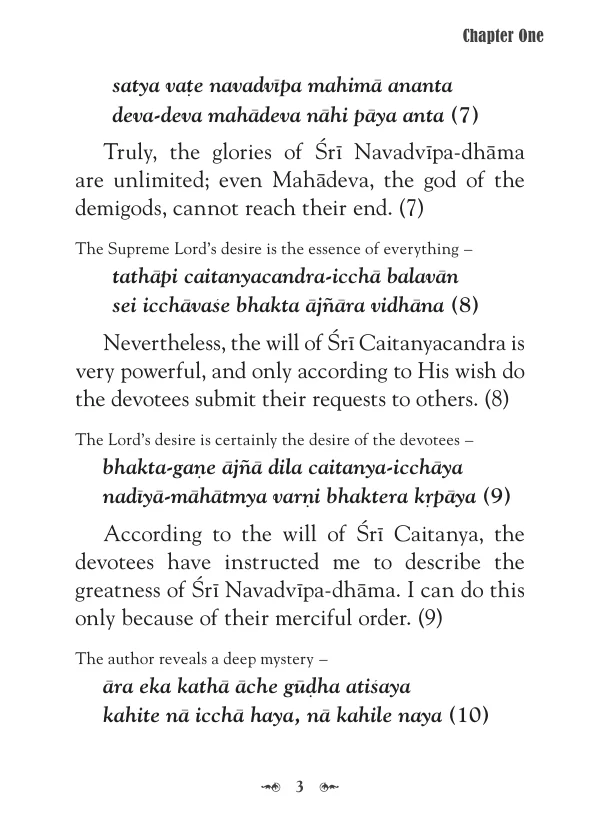 Chapter One
satya vaṭe navadvīpa mahimā ananta
deva-deva mahādeva nāhi pāya anta (7)
Truly, the glories of Śrī Navadvīpa-dhāma
are unlimited; even Mahādeva, the god of the
demigods, cannot reach their end. (7)
The Supreme Lord's desire is the essence of everything –
tathāpi caitanyacandra-icchā balavān
sei icchāvaśe bhakta ājñāra vidhāna (8)
Nevertheless, the will of Śrī Caitanyacandra is
very powerful, and only according to His wish do
the devotees submit their requests to others. (8)
The Lord's desire is certainly the desire of the devotees –
bhakta-gaṇe ājñā dila caitanya-icchāya
nadīyā-māhātmya varṇi bhaktera kṛpāya (9)
According to the will of Śrī Caitanya, the
devotees have instructed me to describe the
greatness of Śrī Navadvīpa-dhāma. I can do this
only because of their merciful order. (9)
The author reveals a deep mystery –
āra eka kathā āche gūḍha atiśaya
kahite nā icchā haya, nā kahile naya (10)
3